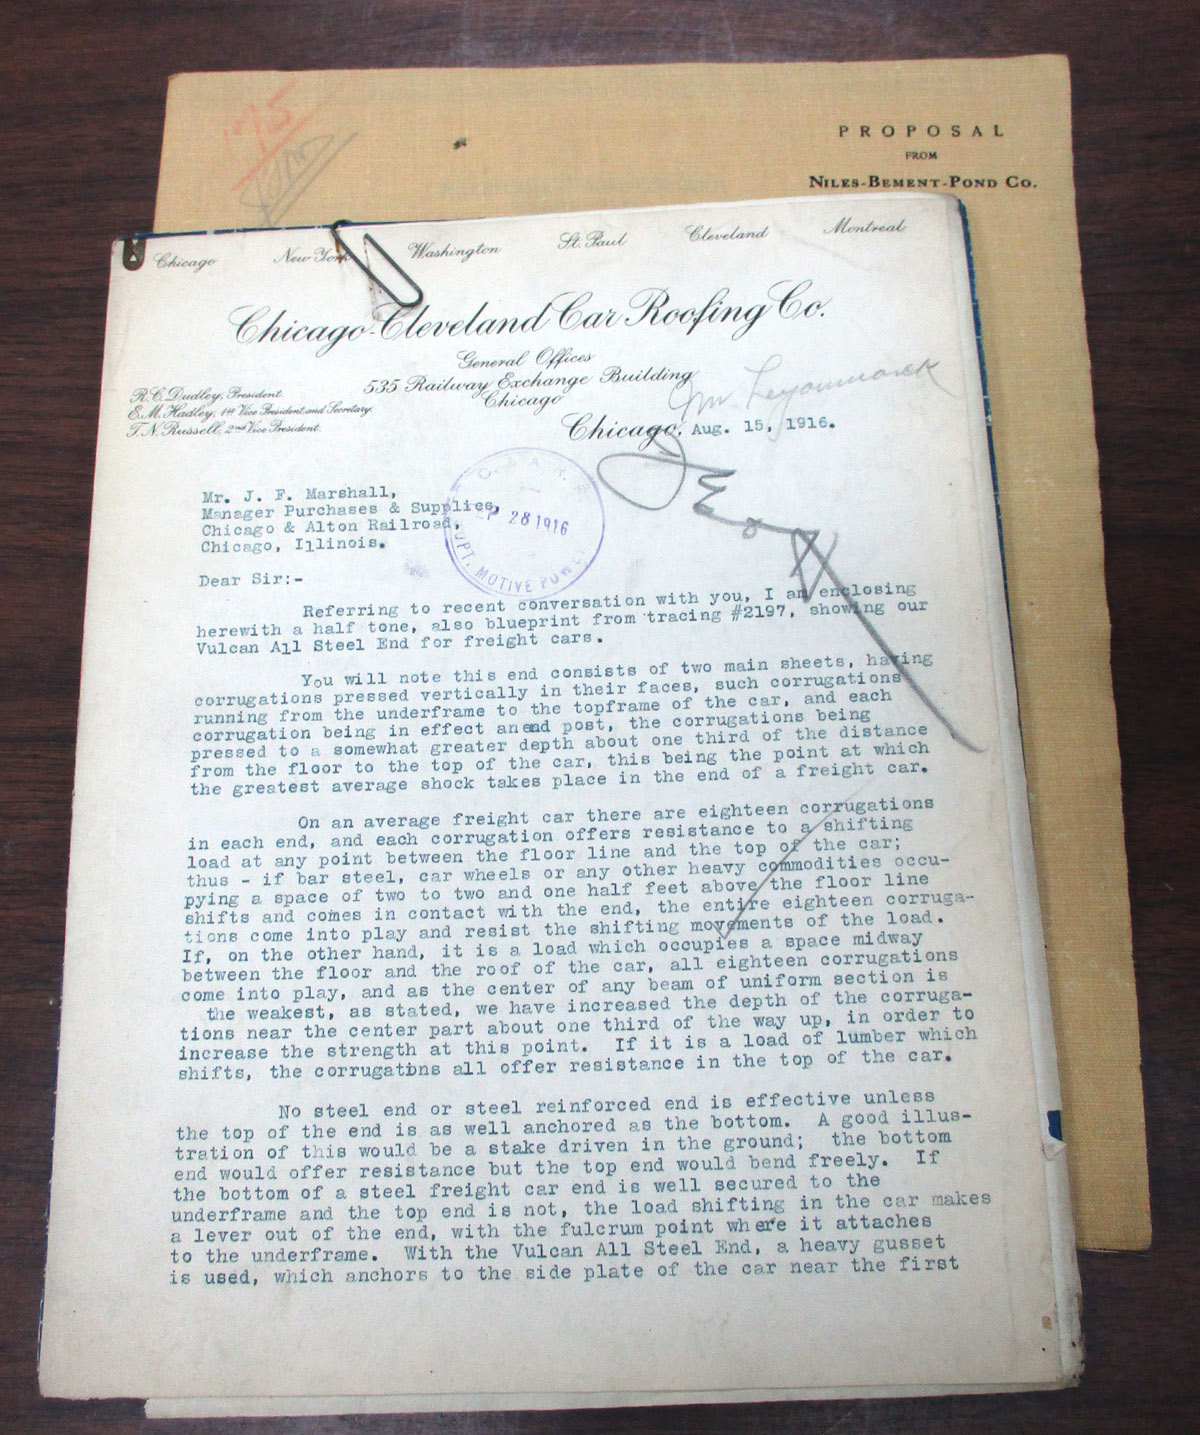 PROPOSAL
FROM
NILES-BEMENT-POND CO.
'75
Chicago New York Washington St. Paul Cleveland Montreal
Chicago-Cleveland Car Roofing Co.
General Offices
535 Railway Exchange Building
Chicago
R.C. Dudley, President.
E.M. Hadley, 1st Vice President and Secretary.
T.N. Russell, 2nd Vice President.
Chicago, Aug. 15, 1916.
Mr. J. F. Marshall,
Manager Purchases & Supplies,
Chicago & Alton Railroad,
Chicago, Illinois.
28 1916
UPT. MOTIVE POWE
Dear Sir:-
Referring to recent conversation with you, I am enclosing
herewith a half tone, also blueprint from tracing #2197, showing our
Vulcan All Steel End for freight cars.
You will note this end consists of two main sheets, having
corrugations pressed vertically in their faces, such corrugations
running from the underframe to the topframe of the car, and each
corrugation being in effect an end post, the corrugations being
pressed to a somewhat greater depth about one third of the distance
from the floor to the top of the car, this being the point at which
the greatest average shock takes place in the end of a freight car.
On an average freight car there are eighteen corrugations
in each end, and each corrugation offers resistance to a shifting
load at any point between the floor line and the top of the car;
thus - if bar steel, car wheels or any other heavy commodities occu-
pying a space of two to two and one half feet above the floor line
shifts and comes in contact with the end, the entire eighteen corruga-
tions come into play and resist the shifting movements of the load.
If, on the other hand, it is a load which occupies a space midway
between the floor and the roof of the car, all eighteen corrugations
come into play, and as the center of any beam of uniform section is
the weakest, as stated, we have increased the depth of the corruga-
tions near the center part about one third of the way up, in order to
increase the strength at this point. If it is a load of lumber which
shifts, the corrugations all offer resistance in the top of the car.
No steel end or steel reinforced end is effective unless
the top of the end is as well anchored as the bottom. A good illus-
tration of this would be a stake driven in the ground; the bottom
end would offer resistance but the top end would bend freely. If
the bottom of a steel freight car end is well secured to the
underframe and the top end is not, the load shifting in the car makes
a lever out of the end, with the fulcrum point where it attaches
to the underframe. With the Vulcan All Steel End, a heavy gusset
is used, which anchors to the side plate of the car near the first